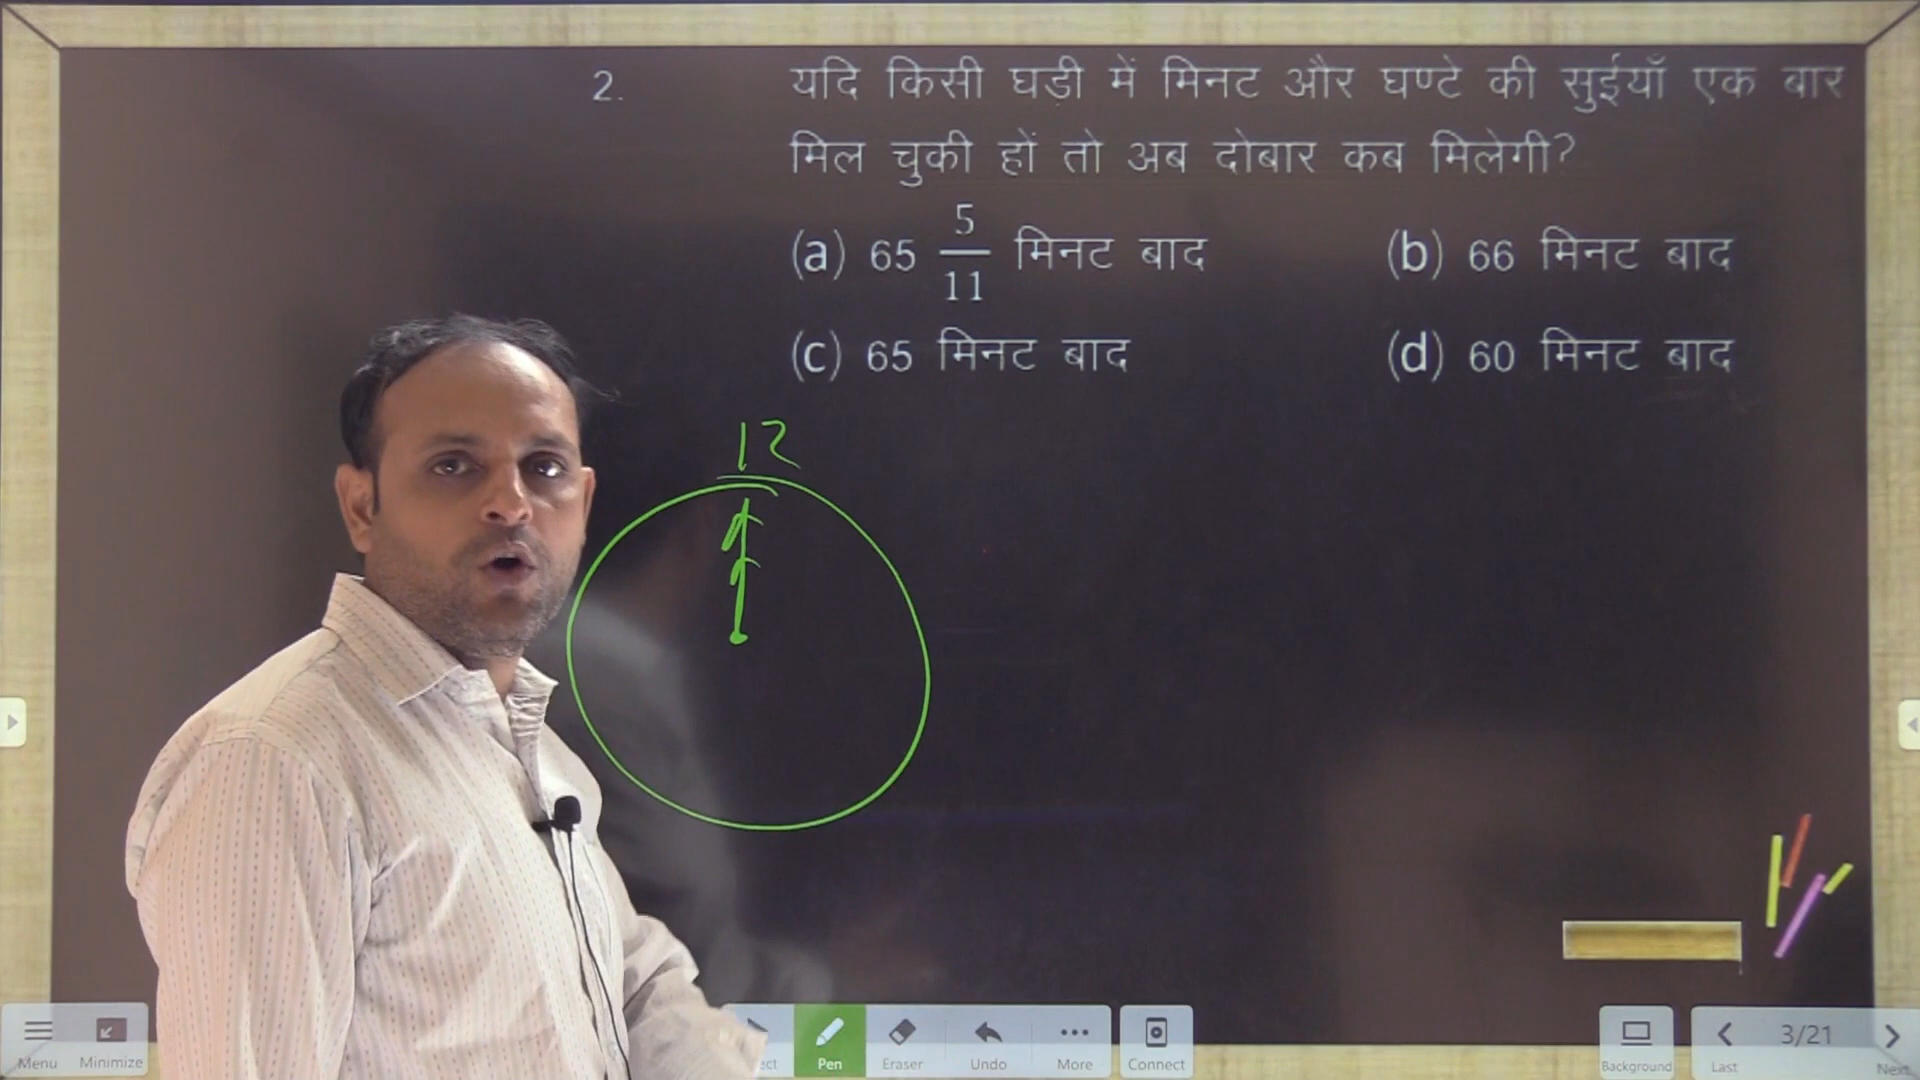 2. यदि किसी घड़ी में मिनट और घण्टे की सुईयाँ एक बार
मिल चुकी हों तो अब दोबार कब मिलेगी?
(a) 65 5/11 मिनट बाद (b) 66 मिनट बाद
(c) 65 मिनट बाद (d) 60 मिनट बाद
12
Menu Minimize Pen Eraser Undo More Connect Background Last 3/21